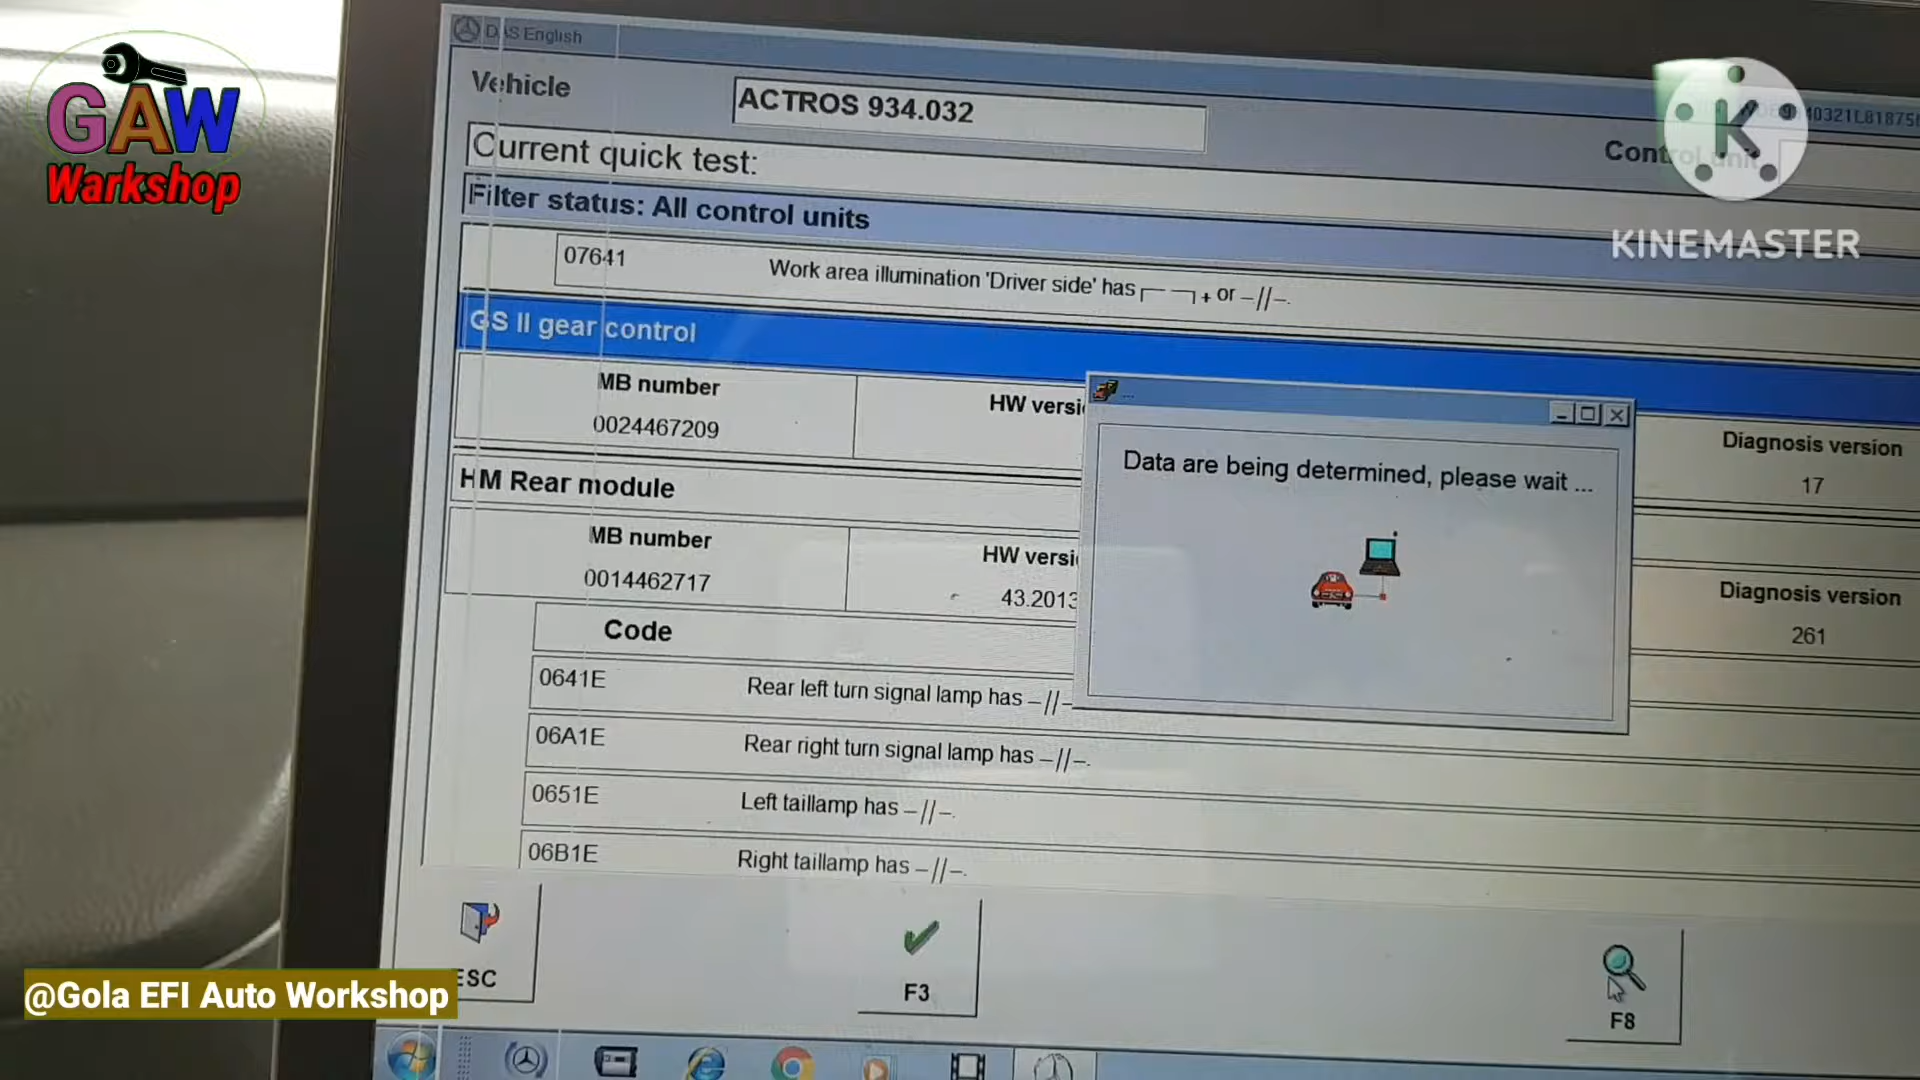 GAW
Warkshop
DAS English
Vehicle
ACTROS 934.032
Current quick test:
Filter status: All control units
07641 Work area illumination 'Driver side' has ┌─ ─┐+ or –//–.
GS II gear control
MB number
0024467209
HW versi
Diagnosis version
17
HM Rear module
MB number
0014462717
HW versi
43.2013
Diagnosis version
261
Code
0641E Rear left turn signal lamp has –//–
06A1E Rear right turn signal lamp has –//–.
0651E Left taillamp has –//–.
06B1E Right taillamp has –//–.
Data are being determined, please wait ...
ESC
F3
F8
K
KINEMASTER
@Gola EFI Auto Workshop